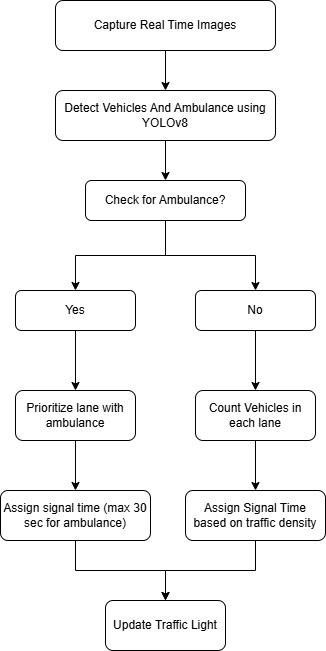 Capture Real Time Images
Detect Vehicles And Ambulance using
YOLOv8
Check for Ambulance?
Yes
No
Prioritize lane with
ambulance
Count Vehicles in
each lane
Assign signal time (max 30
sec for ambulance)
Assign Signal Time
based on traffic density
Update Traffic Light